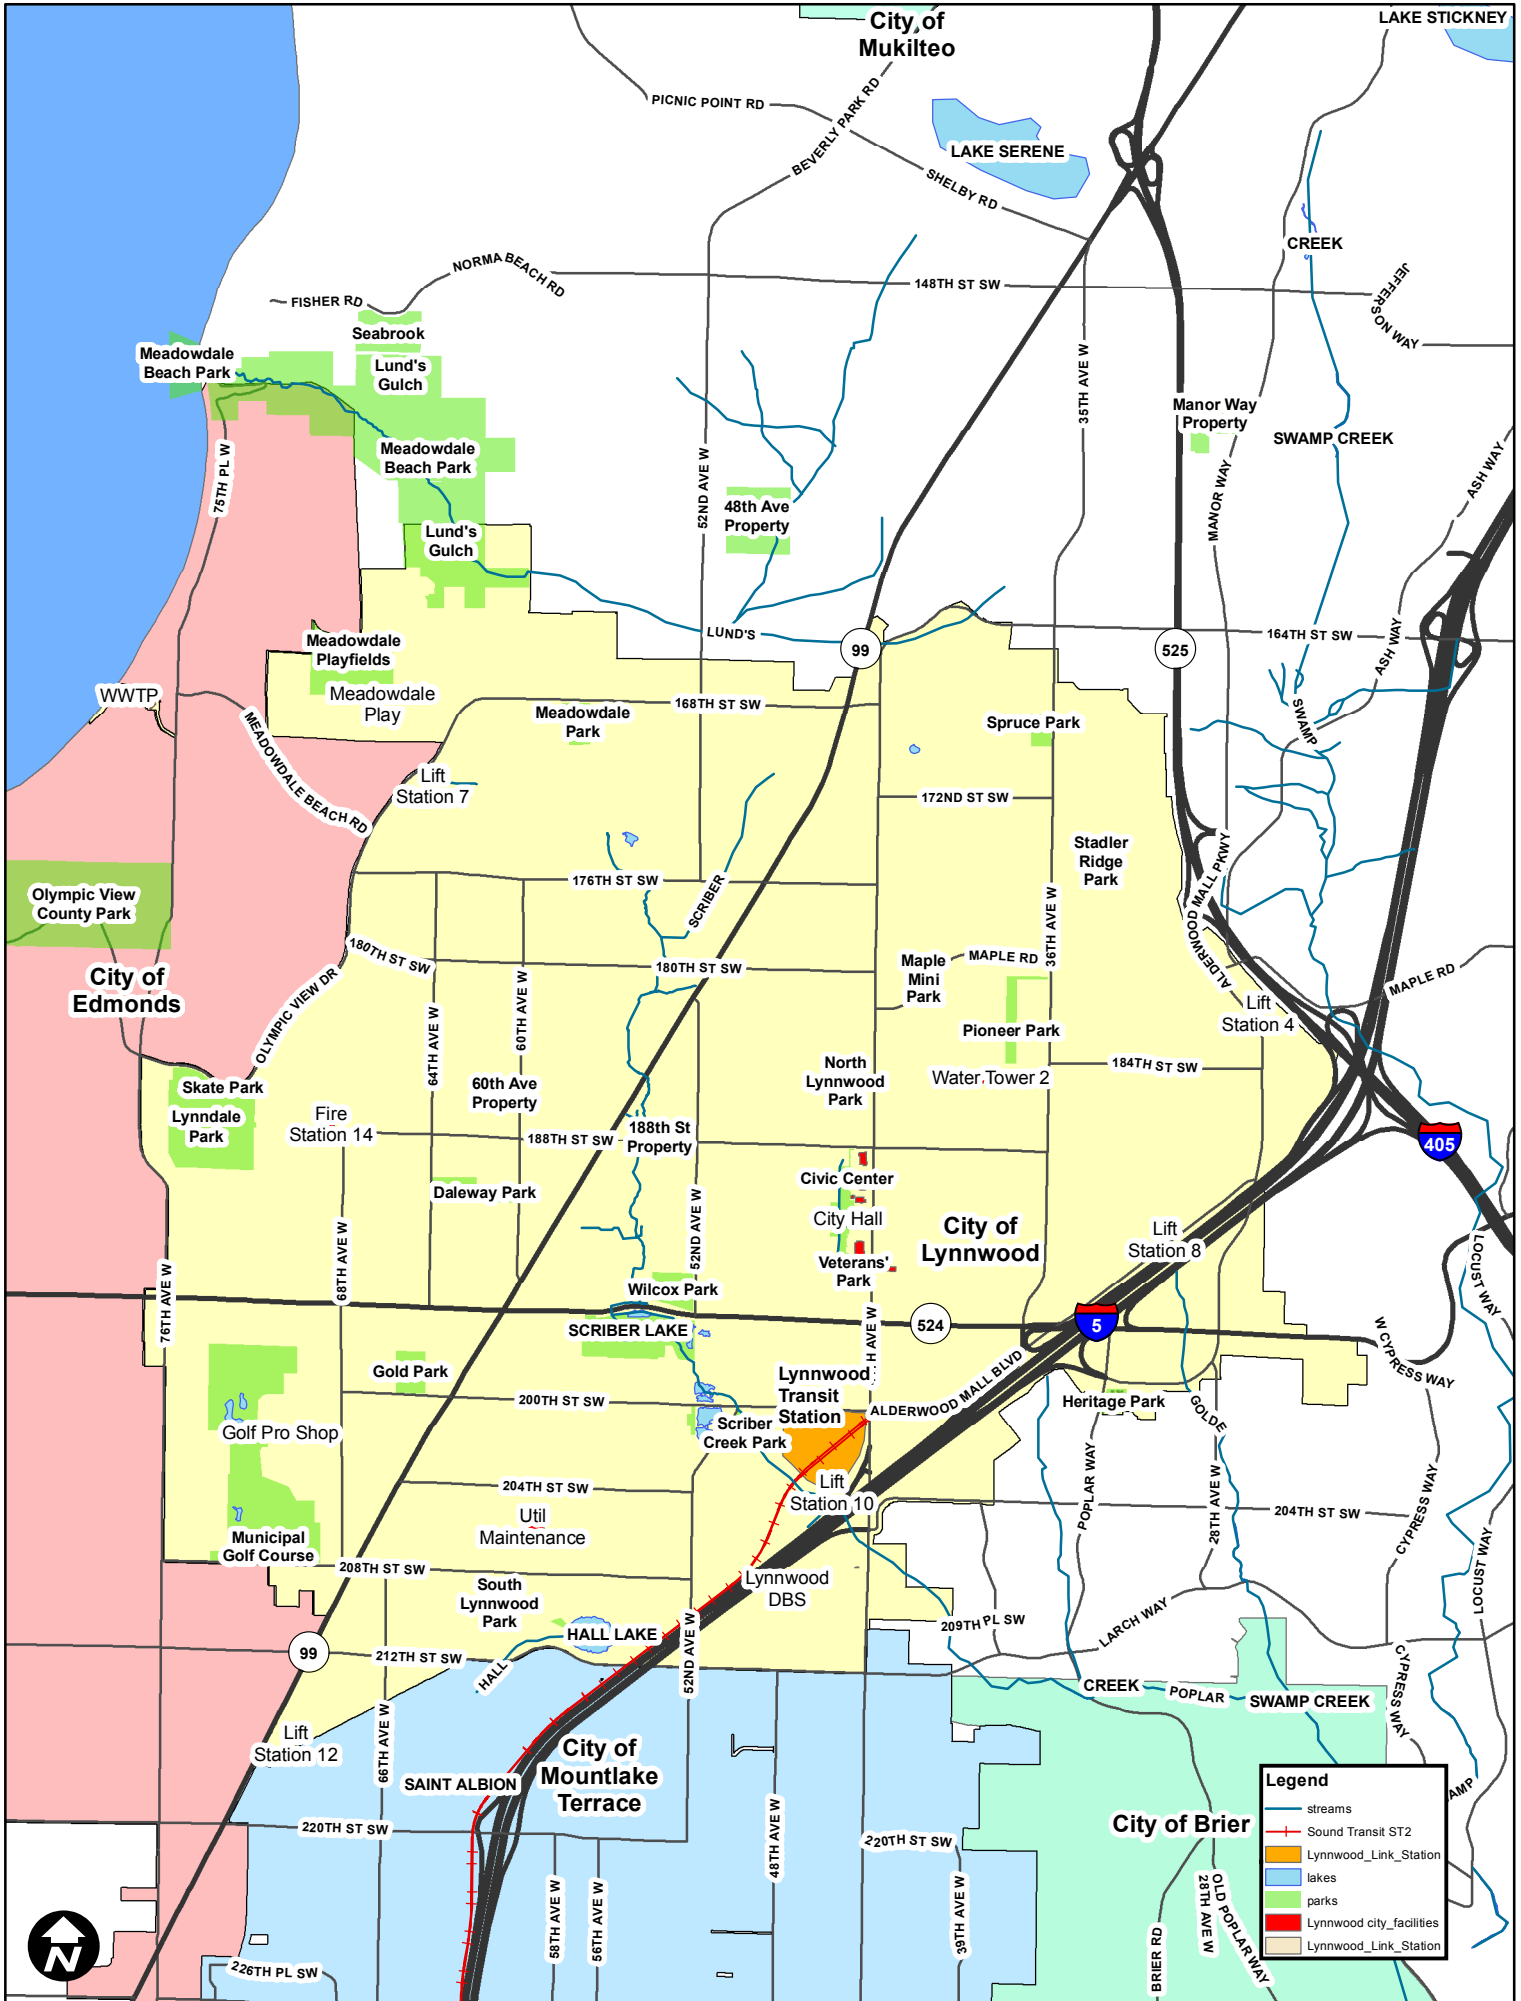 City of
Mukilteo
LAKE STICKNEY
PICNIC POINT RD
BEVERLY PARK RD
LAKE SERENE
SHELBY RD
CREEK
NORMA BEACH RD
FISHER RD
148TH ST SW
JEFFERSON WAY
Seabrook
Meadowdale
Beach Park
Lund's
Gulch
35TH AVE W
Manor Way
Property
SWAMP CREEK
Meadowdale
Beach Park
75TH PL W
52ND AVE W
ASH WAY
MANOR WAY
48th Ave
Property
Lund's
Gulch
LUND'S
99
525
164TH ST SW
ASH WAY
Meadowdale
Playfields
Meadowdale
Play
WWTP
168TH ST SW
Meadowdale
Park
Spruce Park
SWAMP
MEADOWDALE BEACH RD
Lift
Station 7
172ND ST SW
Stadler
Ridge
Park
ALDERWOOD MALL PKWY
176TH ST SW
SCRIBER
Olympic View
County Park
36TH AVE W
180TH ST SW
180TH ST SW
Maple
Mini
Park
MAPLE RD
MAPLE RD
City of
Edmonds
OLYMPIC VIEW DR
64TH AVE W
60TH AVE W
Lift
Station 4
Pioneer Park
Skate Park
Lynndale
Park
60th Ave
Property
North
Lynnwood
Park
Water Tower 2
184TH ST SW
Fire
Station 14
188TH ST SW
188th St
Property
405
Civic Center
Daleway Park
City Hall
City of
Lynnwood
Lift
Station 8
68TH AVE W
52ND AVE W
Veterans'
Park
Wilcox Park
LOCUST WAY
76TH AVE W
SCRIBER LAKE
524
5
W CYPRESS WAY
Gold Park
Lynnwood
Transit
Station
ALDERWOOD MALL BLVD
200TH ST SW
Heritage Park
GOLDE
Golf Pro Shop
Scriber
Creek Park
204TH ST SW
Lift
Station 10
POPLAR WAY
28TH AVE W
204TH ST SW
CYPRESS WAY
Util
Maintenance
Municipal
Golf Course
208TH ST SW
Lynnwood
DBS
LOCUST WAY
South
Lynnwood
Park
HALL LAKE
209TH PL SW
LARCH WAY
99
212TH ST SW
HALL
52ND AVE W
CREEK
POPLAR
SWAMP CREEK
CYPRESS WAY
Lift
Station 12
66TH AVE W
City of
Mountlake
Terrace
SAINT ALBION
City of Brier
220TH ST SW
48TH AVE W
220TH ST SW
58TH AVE W
56TH AVE W
39TH AVE W
BRIER RD
28TH AVE W
OLD POPLAR WAY
226TH PL SW
N
Legend
streams
Sound Transit ST2
Lynnwood_Link_Station
lakes
parks
Lynnwood city_facilities
Lynnwood_Link_Station